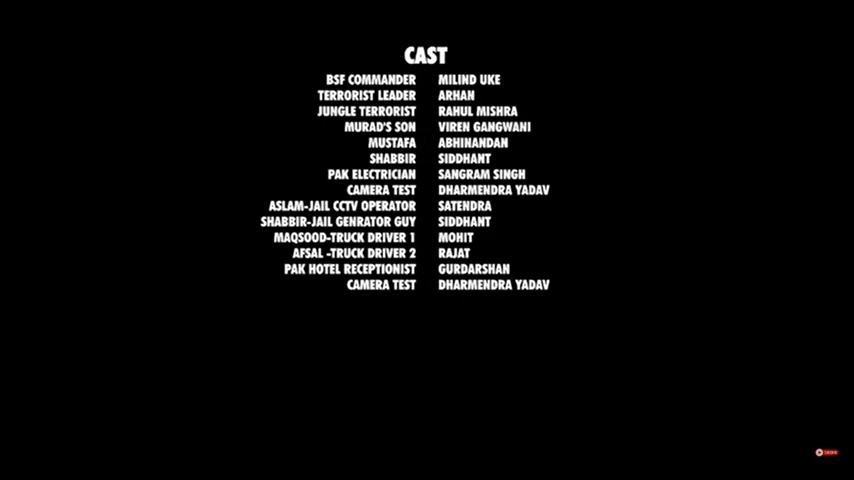 CAST
BSF COMMANDER MILIND UKE
TERRORIST LEADER ARHAN
JUNGLE TERRORIST RAHUL MISHRA
MURAD'S SON VIREN GANGWANI
MUSTAFA ABHINANDAN
SHABBIR SIDDHANT
PAK ELECTRICIAN SANGRAM SINGH
CAMERA TEST DHARMENDRA YADAV
ASLAM-JAIL CCTV OPERATOR SATENDRA
SHABBIR-JAIL GENRATOR GUY SIDDHANT
MAQSOOD-TRUCK DRIVER 1 MOHIT
AFSAL -TRUCK DRIVER 2 RAJAT
PAK HOTEL RECEPTIONIST GURDARSHAN
CAMERA TEST DHARMENDRA YADAV